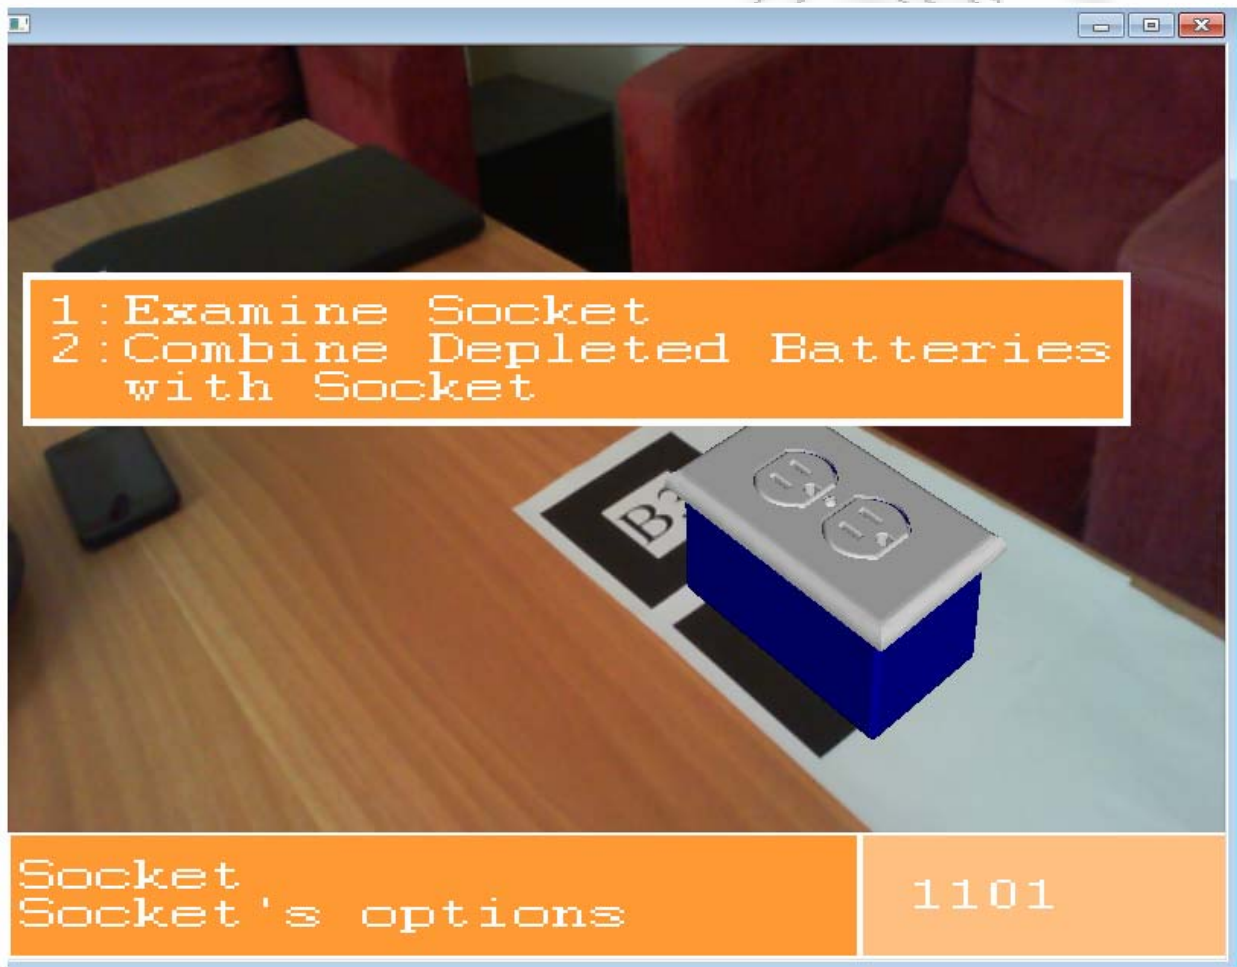 1:Examine Socket
2:Combine Depleted Batteries
with Socket
Socket
Socket's options
1101